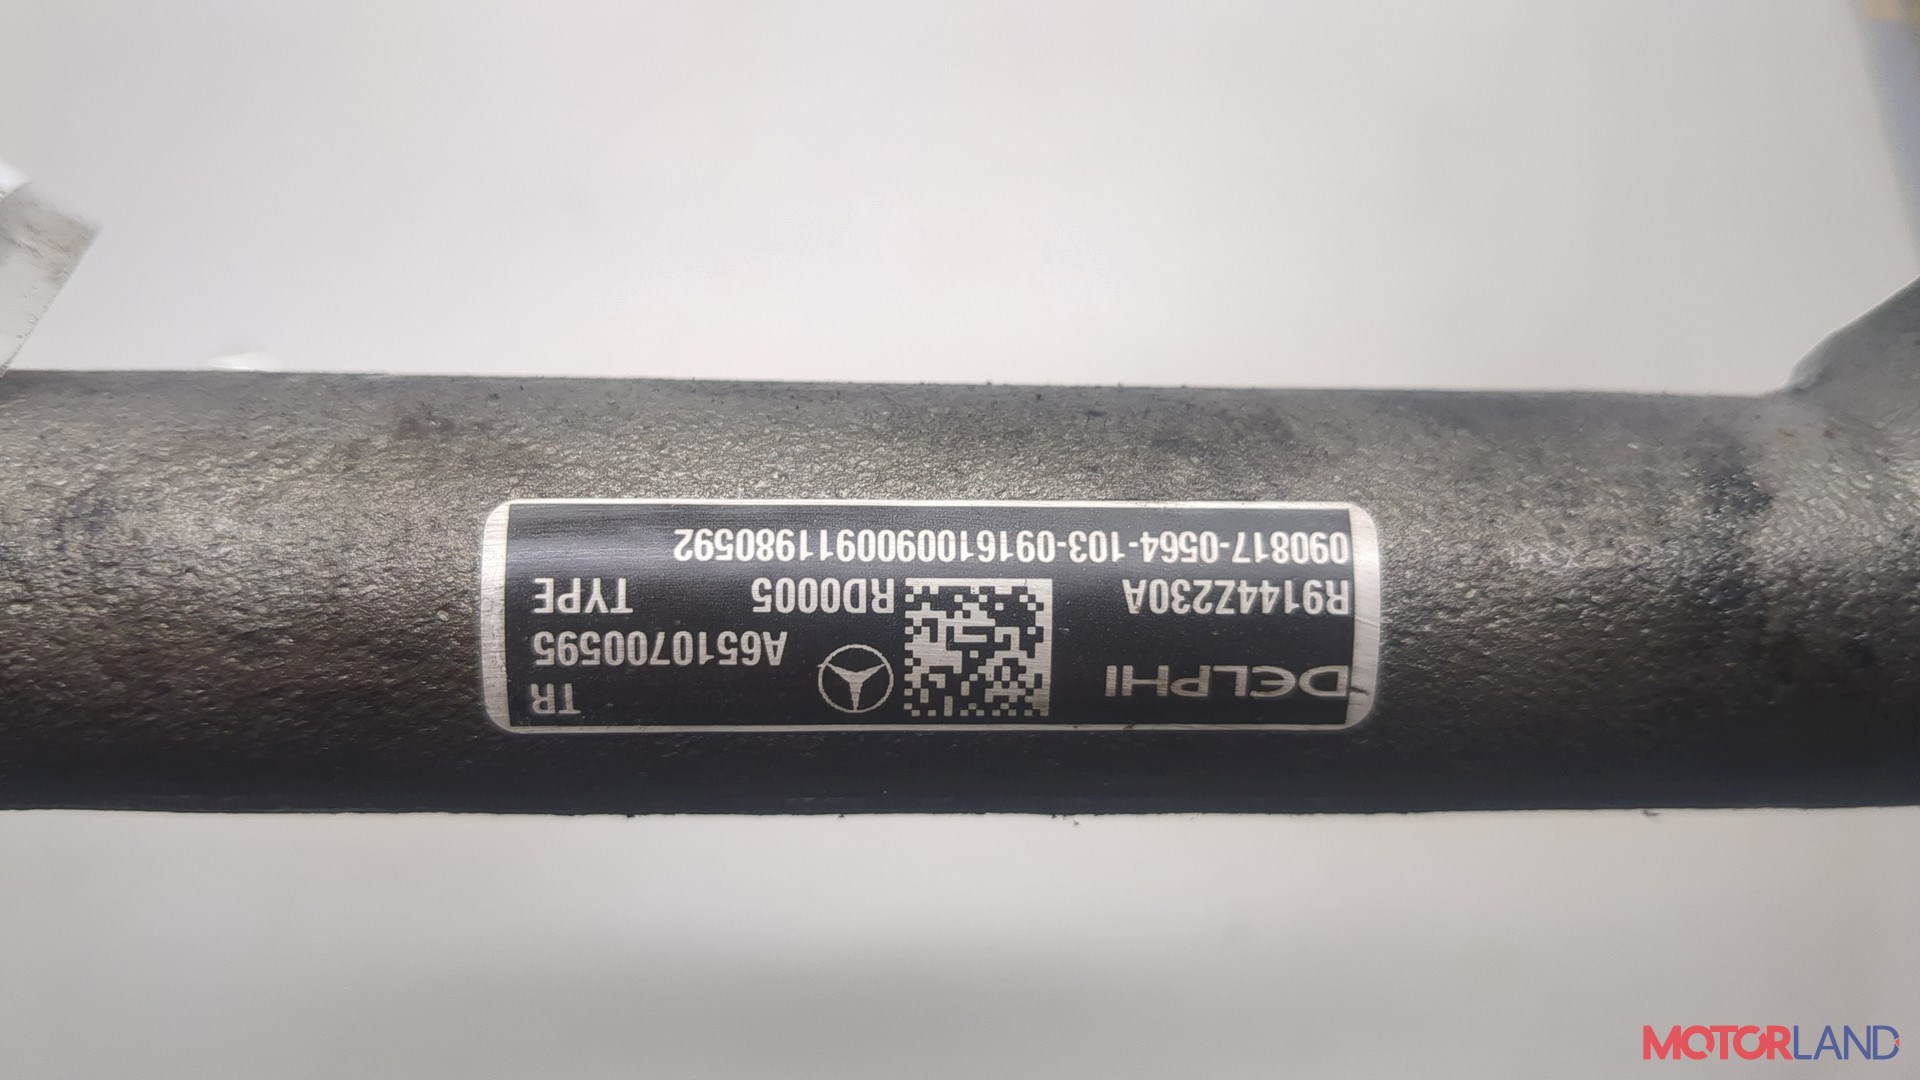 DELPHI
TR
A6510700595
R9144Z230A
RD0005
TYPE
090817-0564-103-0916100900911980592
MOTORLAND